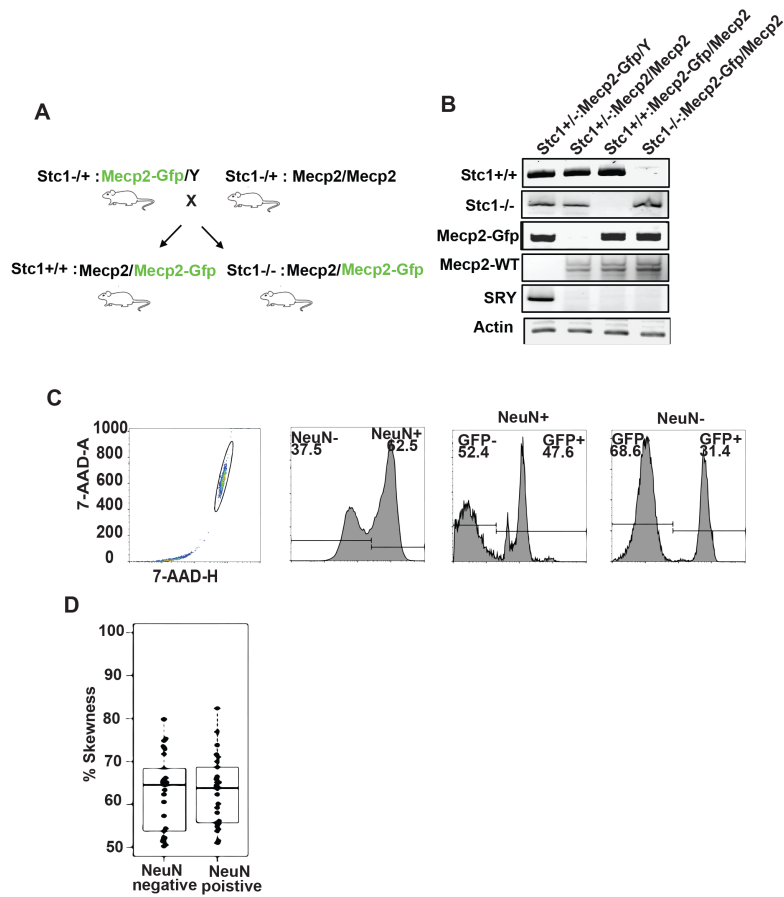 A
Stc1-/+ : Mecp2-Gfp/Y
Stc1-/+ : Mecp2/Mecp2
X
Stc1+/+ : Mecp2/Mecp2-Gfp
Stc1-/- : Mecp2/Mecp2-Gfp
B
Stc1+/-:Mecp2-Gfp/Y
Stc1+/-:Mecp2/Mecp2
Stc1+/+:Mecp2-Gfp/Mecp2
Stc1-/-:Mecp2-Gfp/Mecp2
Stc1+/+
Stc1-/-
Mecp2-Gfp
Mecp2-WT
SRY
Actin
C
7-AAD-A
1000
800
600
400
200
0
7-AAD-H
NeuN-
37.5
NeuN+
62.5
NeuN+
GFP-
52.4
GFP+
47.6
NeuN-
GFP-
68.6
GFP+
31.4
D
% Skewness
100
90
80
70
60
50
NeuN
negative
NeuN
poistive